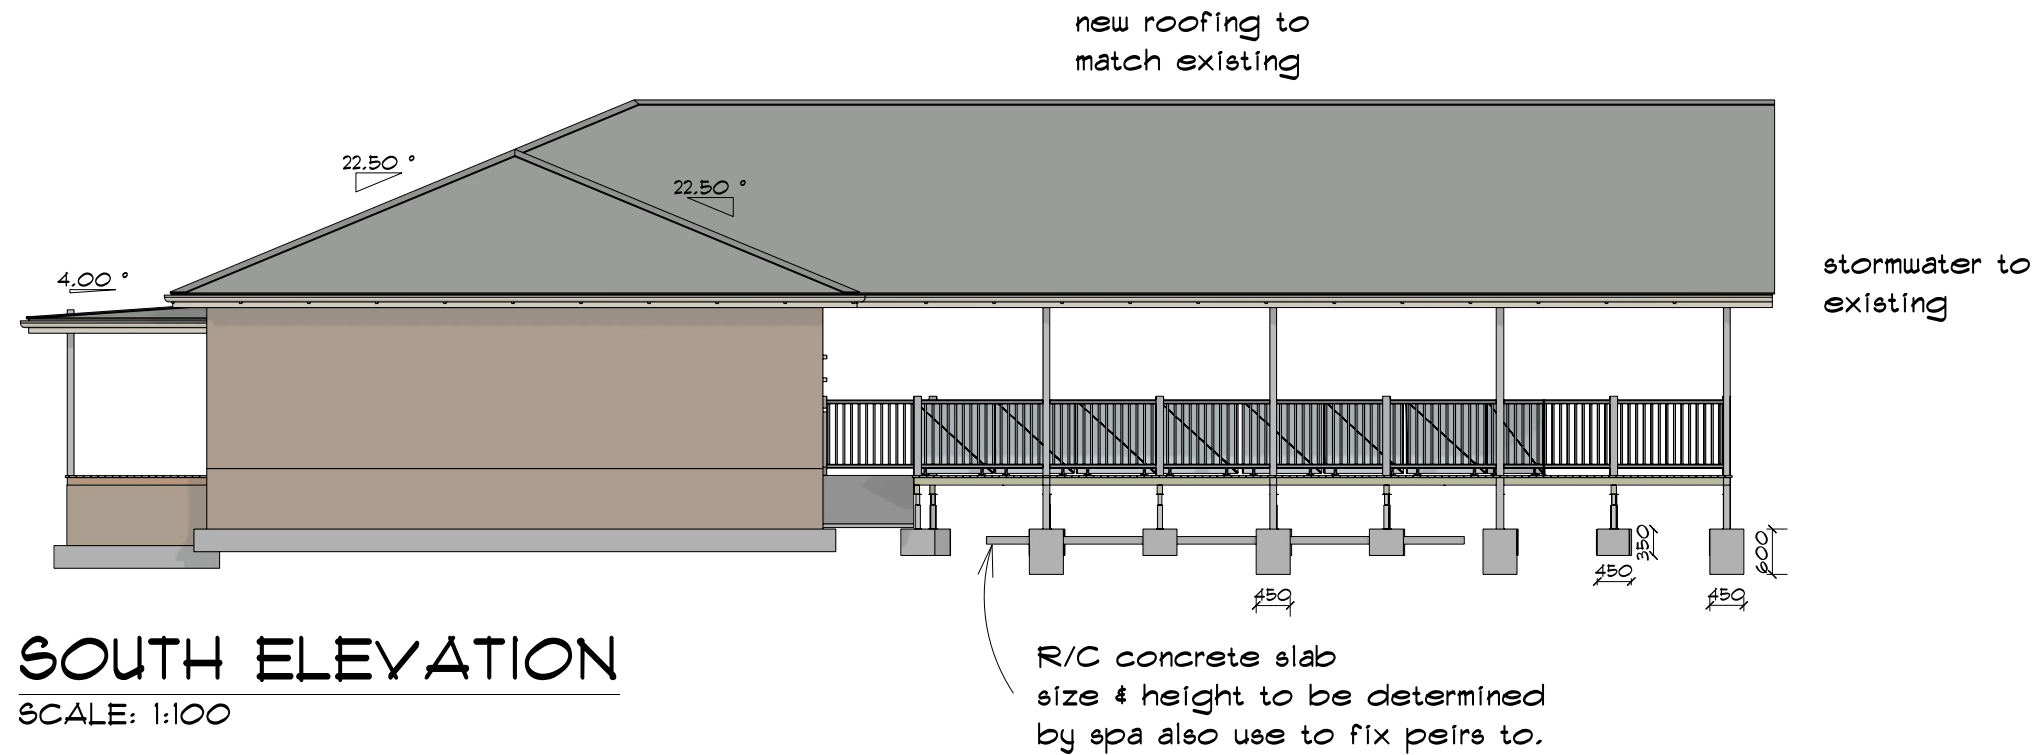 new roofing to
match existing
22.50 °
22.50 °
4.00 °
stormwater to
existing
350
600
450
450
450
R/C concrete slab
size & height to be determined
by spa also use to fix peirs to.
SOUTH ELEVATION
SCALE: 1:100